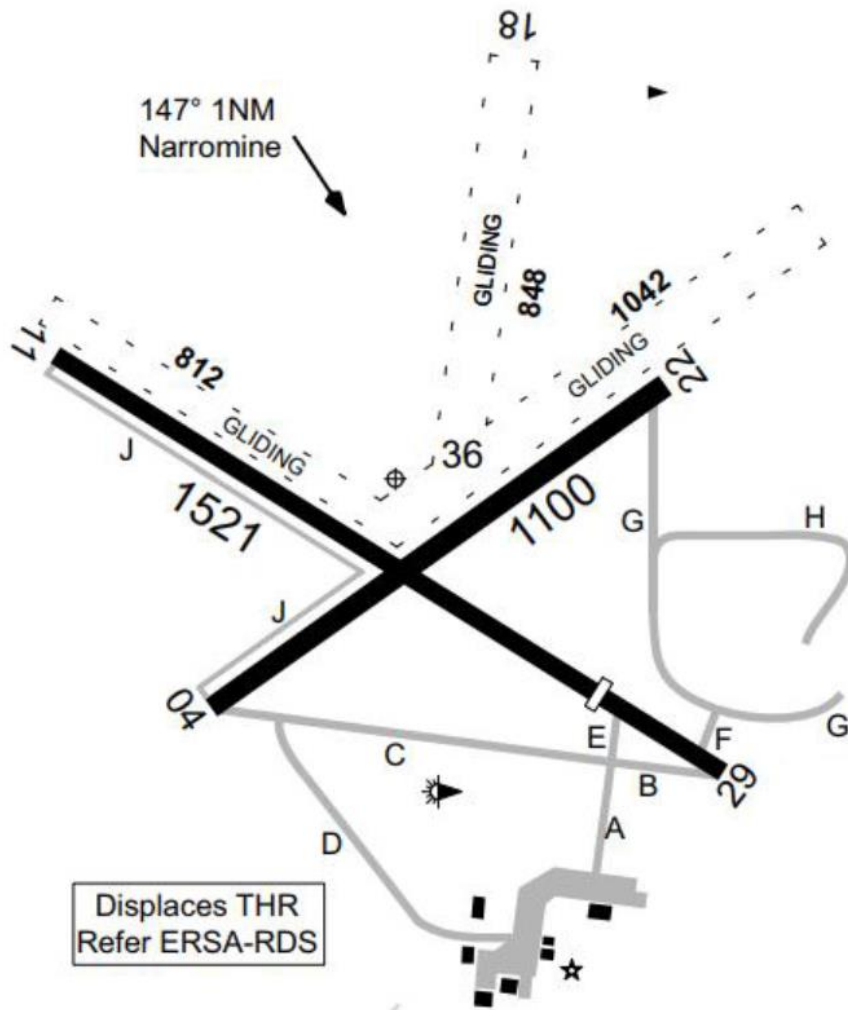 18
147° 1NM
Narromine
GLIDING
848
1042
GLIDING
22
11
812
GLIDING
J
1521
36
1100
G
H
J
04
C
E
F
G
B
29
A
D
Displaces THR
Refer ERSA-RDS